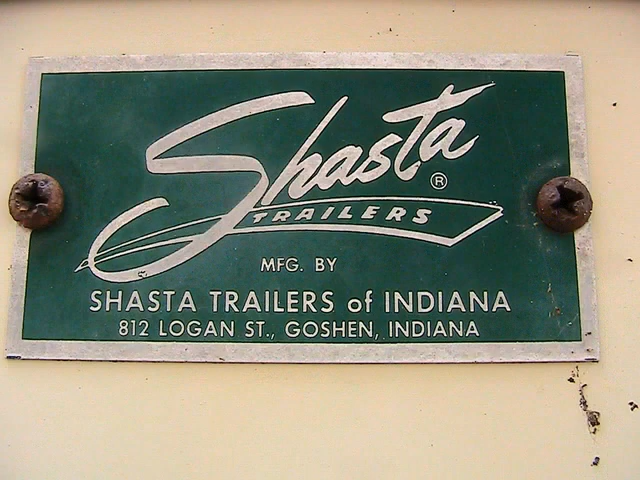 Shasta®
TRAILERS
MFG. BY
SHASTA TRAILERS of INDIANA
812 LOGAN ST., GOSHEN, INDIANA